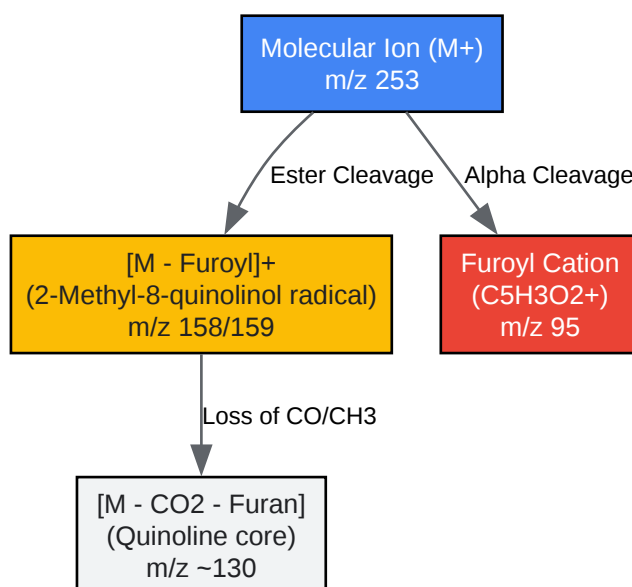 Molecular Ion (M+)
m/z 253
Ester Cleavage
Alpha Cleavage
[M - Furoyl]+
(2-Methyl-8-quinolinol radical)
m/z 158/159
Furoyl Cation
(C5H3O2+)
m/z 95
Loss of CO/CH3
[M - CO2 - Furan]
(Quinoline core)
m/z ~130